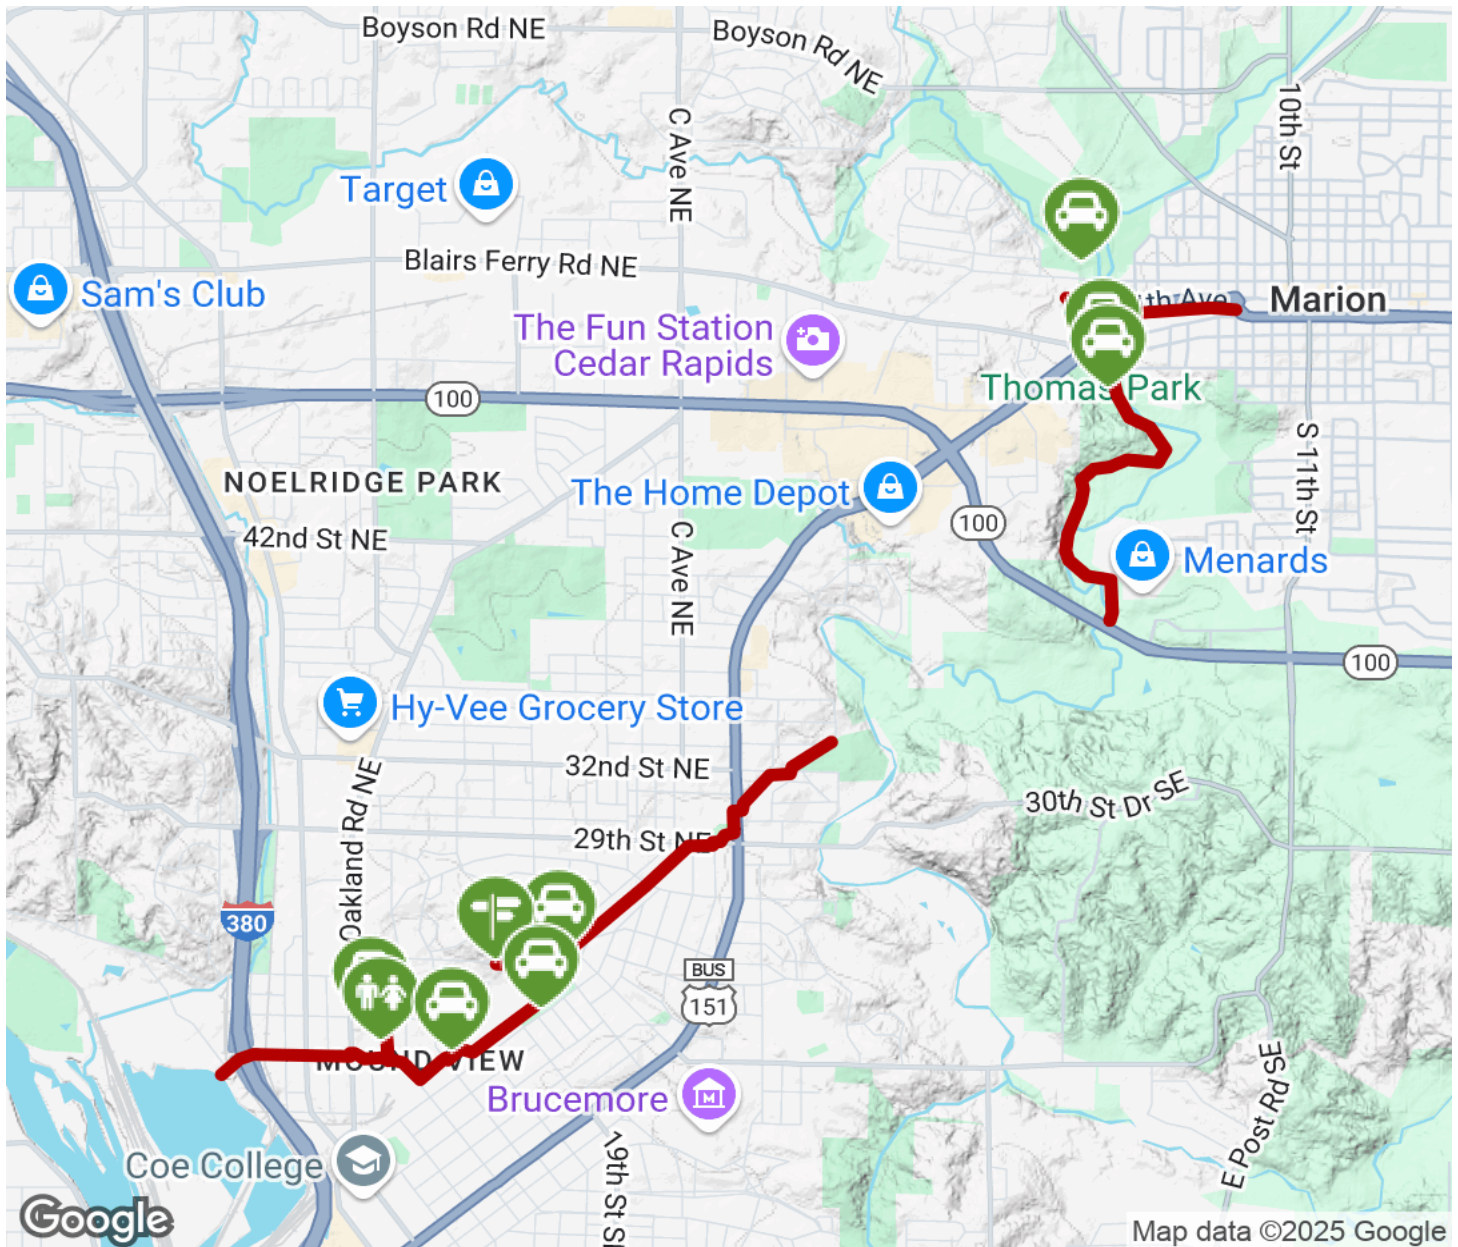 Boyson Rd NE
Boyson Rd NE
10th St
C Ave NE
Target
Blairs Ferry Rd NE
Sam's Club
Marion
The Fun Station
Cedar Rapids
Thomas Park
100
NOELRIDGE PARK
The Home Depot
S 11th St
42nd St NE
100
C Ave NE
Menards
100
Hy-Vee Grocery Store
32nd St NE
30th St Dr SE
29th St NE
Oakland Rd NE
380
BUS
151
VIEW
Brucemore
E Post Rd SE
Coe College
19th St
Google
Map data ©2025 Google